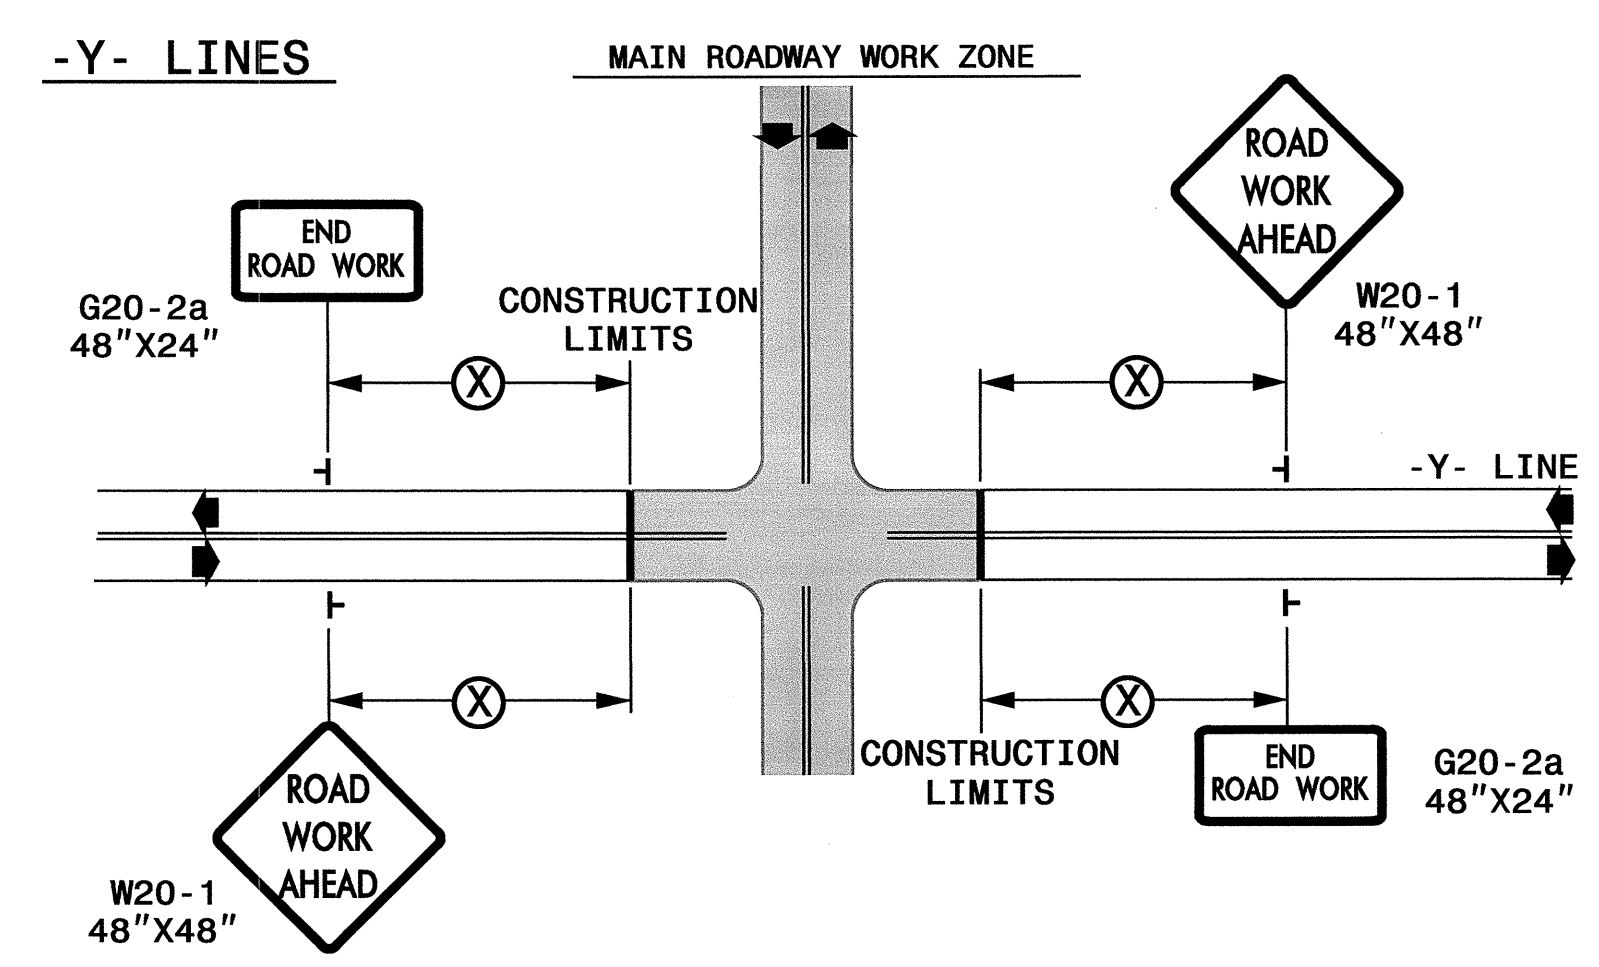 -Y- LINES
MAIN ROADWAY WORK ZONE
ROAD
WORK
AHEAD
W20-1
48"X48"
END
ROAD WORK
G20-2a
48"X24"
CONSTRUCTION
LIMITS
X
X
-Y- LINE
X
X
CONSTRUCTION
LIMITS
END
ROAD WORK
G20-2a
48"X24"
ROAD
WORK
AHEAD
W20-1
48"X48"